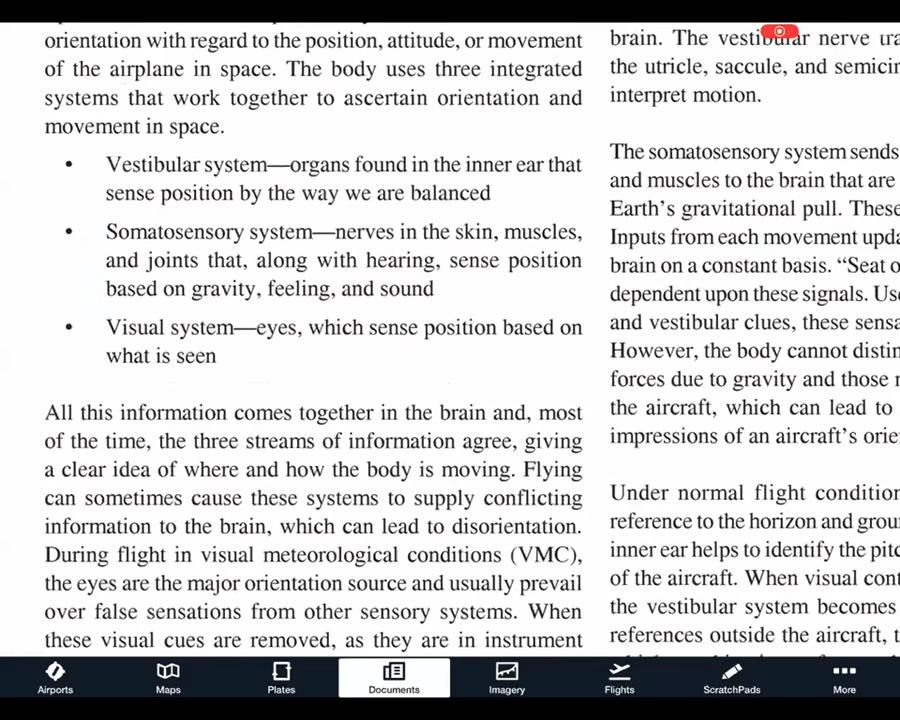 orientation with regard to the position, attitude, or movement
of the airplane in space. The body uses three integrated
systems that work together to ascertain orientation and
movement in space.
• Vestibular system—organs found in the inner ear that
sense position by the way we are balanced
• Somatosensory system—nerves in the skin, muscles,
and joints that, along with hearing, sense position
based on gravity, feeling, and sound
• Visual system—eyes, which sense position based on
what is seen
All this information comes together in the brain and, most
of the time, the three streams of information agree, giving
a clear idea of where and how the body is moving. Flying
can sometimes cause these systems to supply conflicting
information to the brain, which can lead to disorientation.
During flight in visual meteorological conditions (VMC),
the eyes are the major orientation source and usually prevail
over false sensations from other sensory systems. When
these visual cues are removed, as they are in instrument
brain. The vestibular nerve
the utricle, saccule, and
interpret motion.
The somatosensory system sends
and muscles to the brain that are
Earth’s gravitational pull. These
Inputs from each movement
brain on a constant basis. “Seat
dependent upon these signals.
and vestibular clues, these
However, the body cannot
forces due to gravity and those
the aircraft, which can lead to
impressions of an aircraft’s
Under normal flight
reference to the horizon and
inner ear helps to identify the
of the aircraft. When visual
the vestibular system becomes
references outside the aircraft,
Airports Maps Plates Documents Imagery Flights ScratchPads More